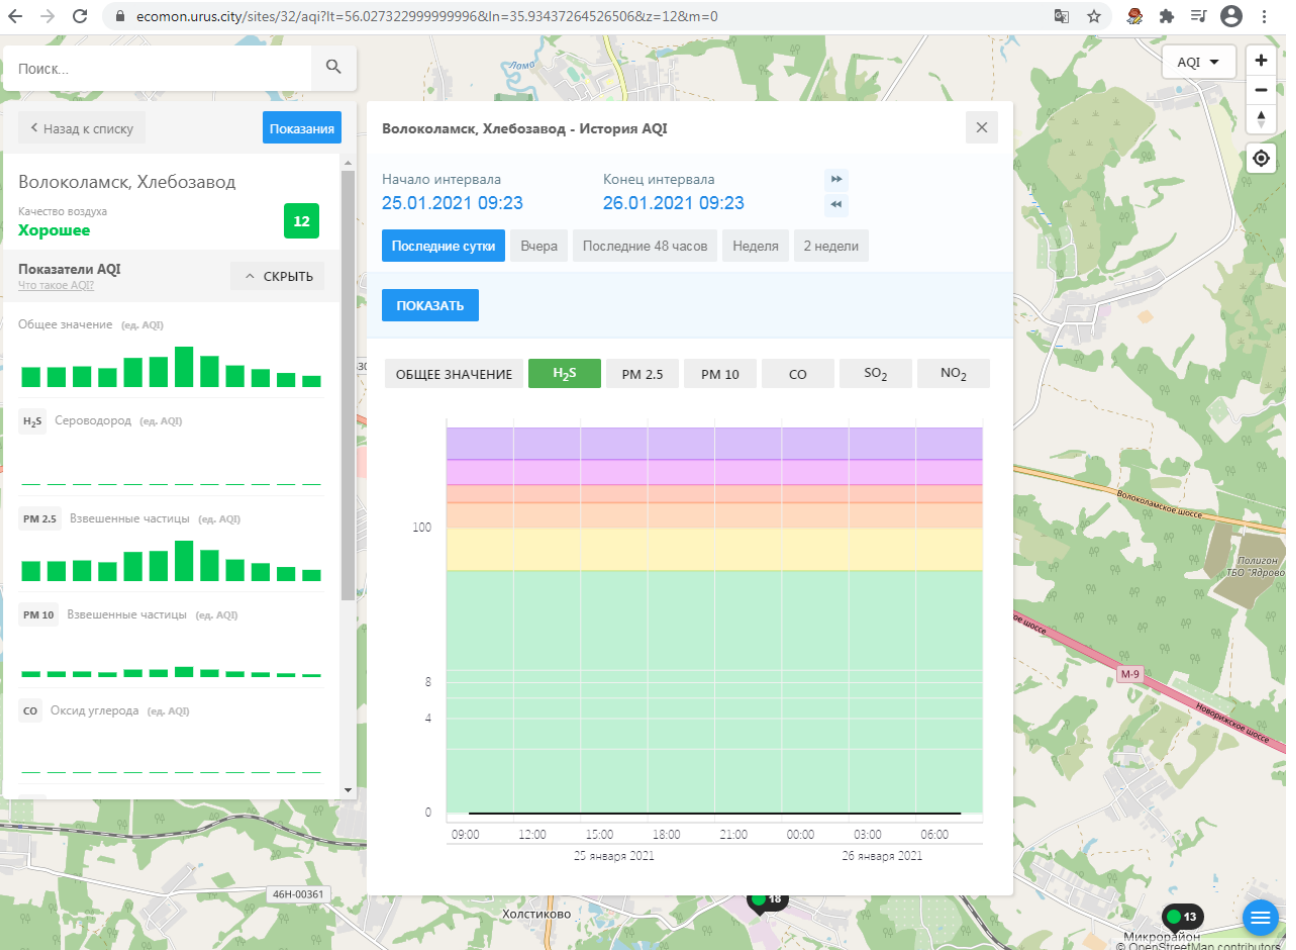 ecomon.urus.city/sites/32/aqi?lt=56.027322999999996&ln=35.93437264526506&z=12&m=0
Поиск...
Лама
AQI
Назад к списку
Показания
Волоколамск, Хлебозавод - История AQI
Волоколамск, Хлебозавод
Качество воздуха
Хорошее
12
Показатели AQI
Что такое AQI?
СКРЫТЬ
Общее значение (ед. AQI)
H2S Сероводород (ед. AQI)
PM 2.5 Взвешенные частицы (ед. AQI)
PM 10 Взвешенные частицы (ед. AQI)
CO Оксид углерода (ед. AQI)
Начало интервала
Конец интервала
25.01.2021 09:23
26.01.2021 09:23
Последние сутки
Вчера
Последние 48 часов
Неделя
2 недели
ПОКАЗАТЬ
ОБЩЕЕ ЗНАЧЕНИЕ
H2S
PM 2.5
PM 10
CO
SO2
NO2
100
8
4
0
09:00 12:00 15:00 18:00 21:00 00:00 03:00 06:00
25 января 2021
26 января 2021
Волоколамское шоссе
Полигон
ТБО "Ядрово
ое шоссе
М-9
Новорижское шоссе
46Н-00361
Холстиково
18
13
Микрорайон
© OpenStreetMap contributors